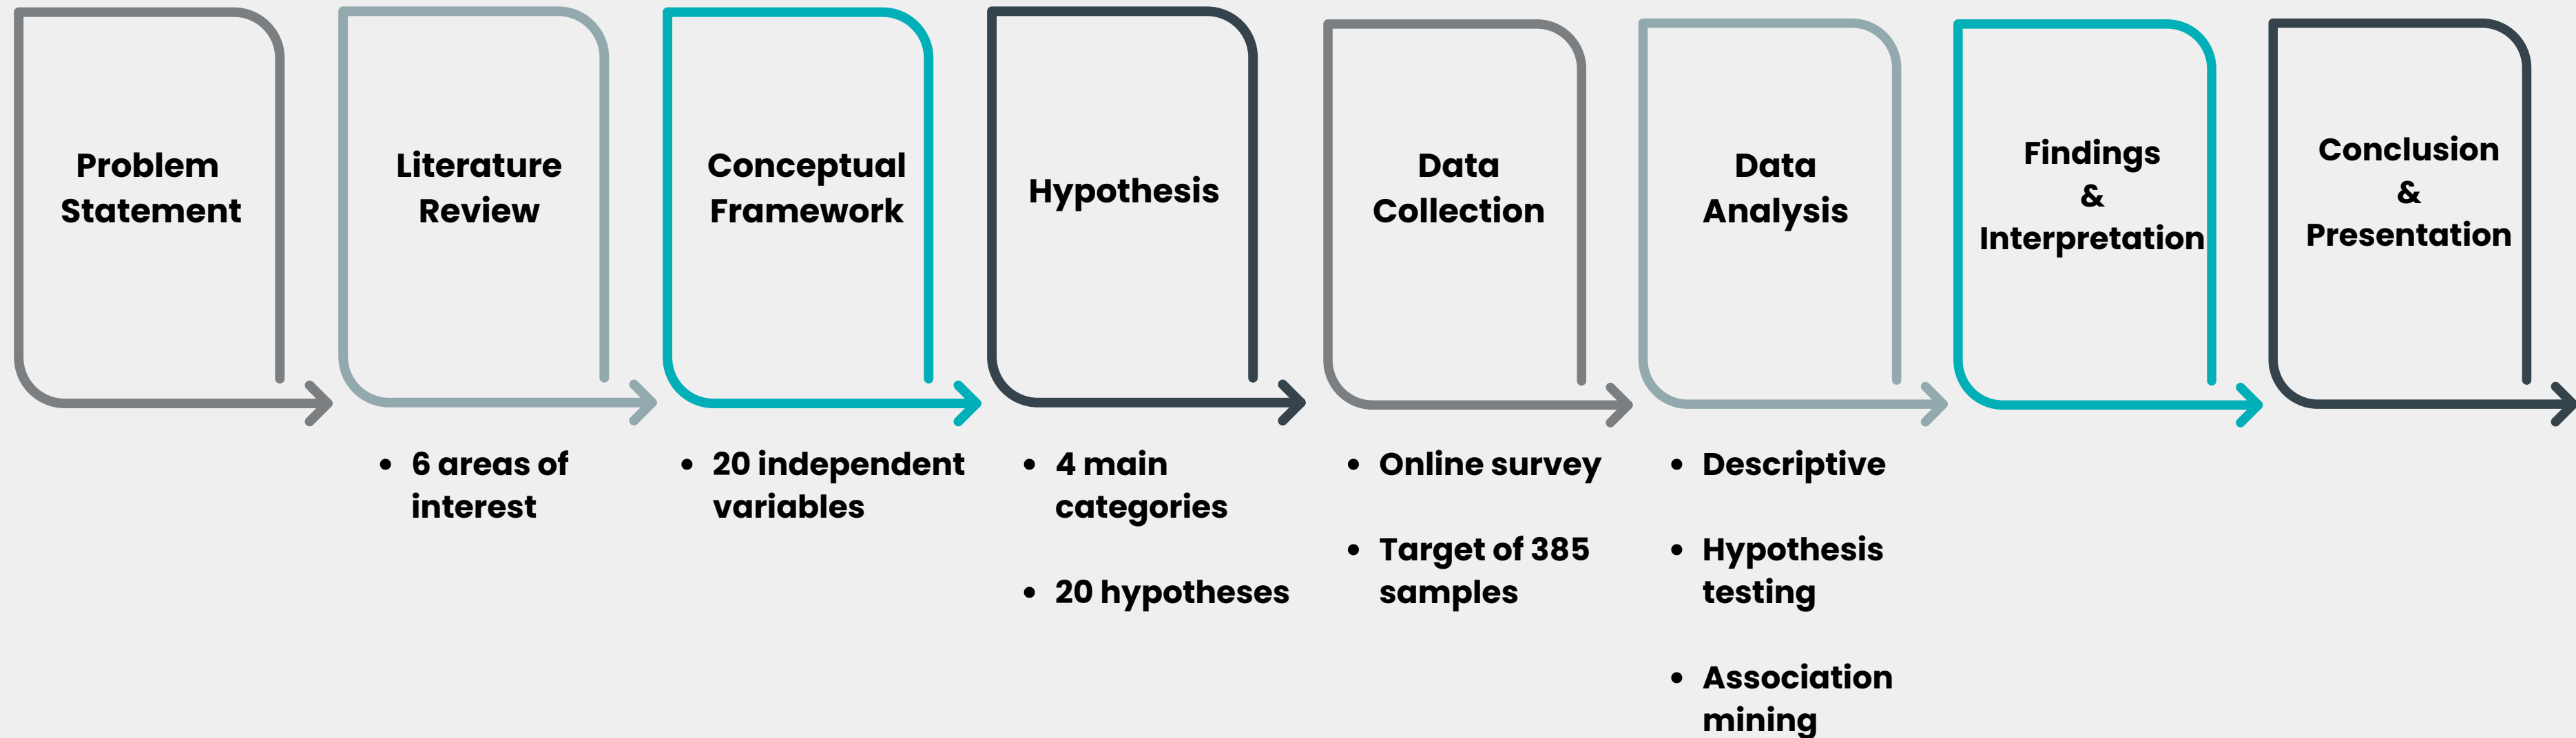 Problem
Statement
Literature
Review
Conceptual
Framework
Hypothesis
Data
Collection
Data
Analysis
Findings
&
Interpretation
Conclusion
&
Presentation
• 6 areas of
interest
• 20 independent
variables
• 4 main
categories
• 20 hypotheses
• Online survey
• Target of 385
samples
• Descriptive
• Hypothesis
testing
• Association
mining